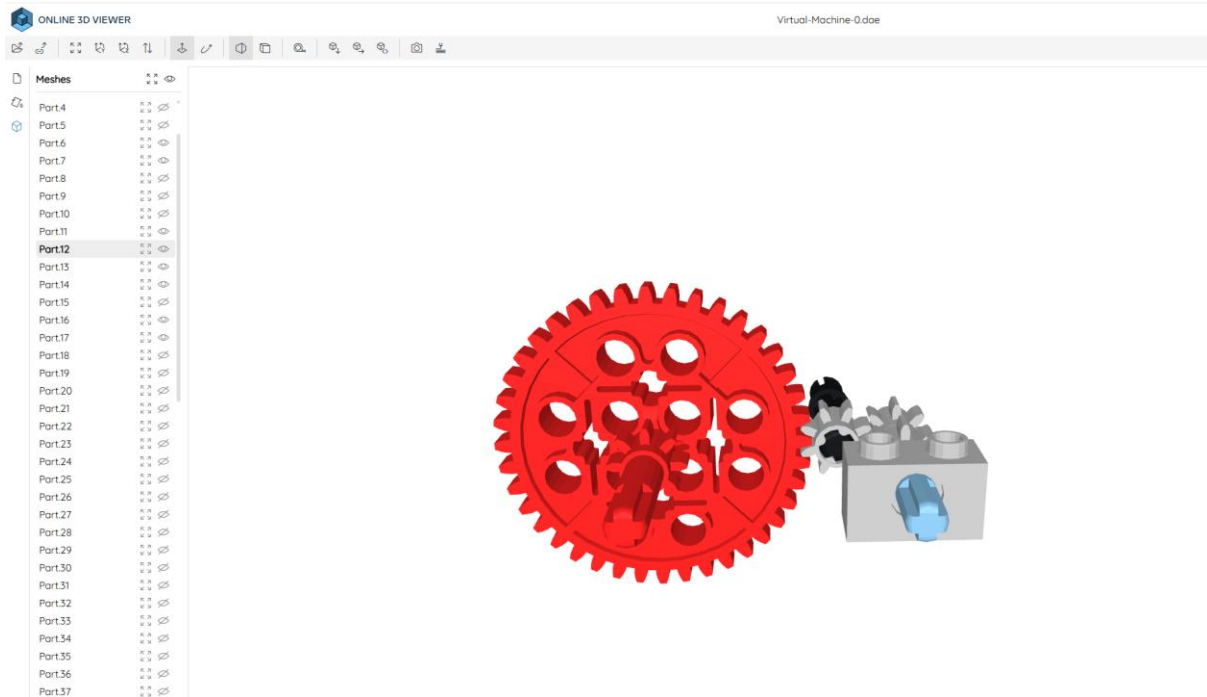 ONLINE 3D VIEWER
Virtual-Machine-0.dae
Meshes
Part.4
Part.5
Part.6
Part.7
Part.8
Part.9
Part.10
Part.11
Part.12
Part.13
Part.14
Part.15
Part.16
Part.17
Part.18
Part.19
Part.20
Part.21
Part.22
Part.23
Part.24
Part.25
Part.26
Part.27
Part.28
Part.29
Part.30
Part.31
Part.32
Part.33
Part.34
Part.35
Part.36
Part.37